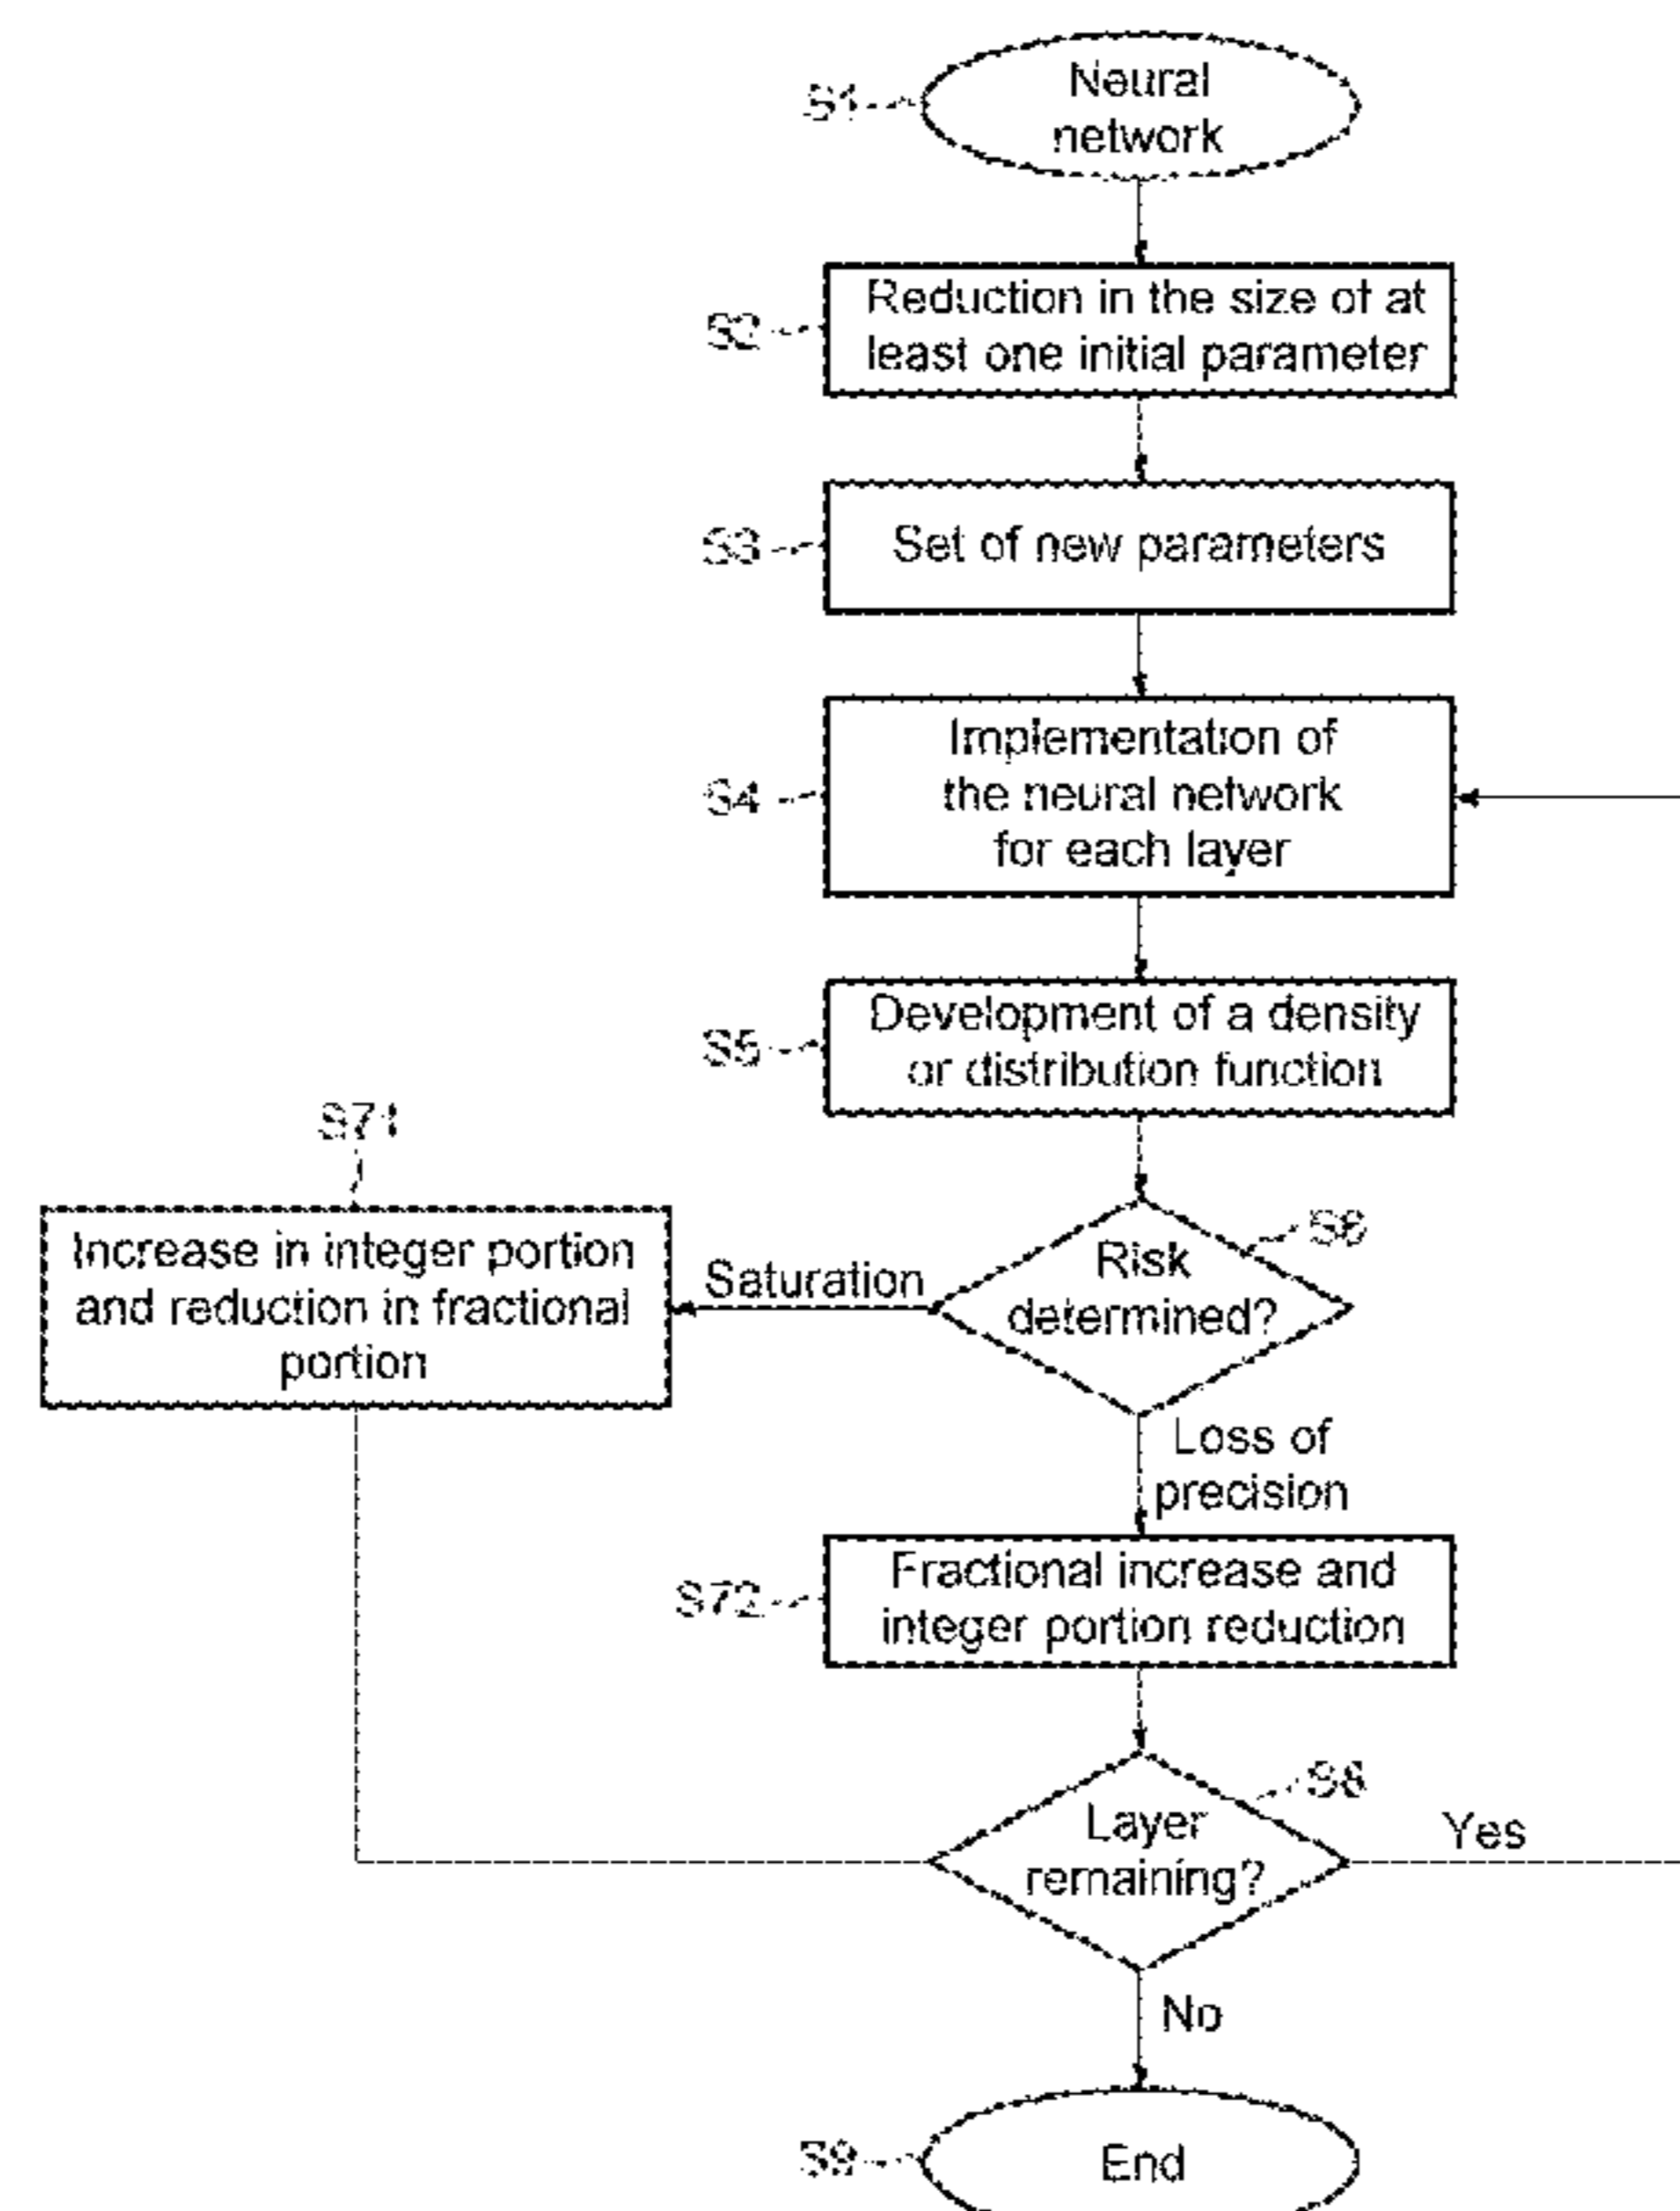 S1
Neural
network
S2
Reduction in the size of at
least one initial parameter
S3
Set of new parameters
S4
Implementation of
the neural network
for each layer
S5
Development of a density
or distribution function
S71
Increase in integer portion
and reduction in fractional
portion
Saturation
S6
Risk
determined?
Loss of
precision
S72
Fractional increase and
integer portion reduction
S8
Layer
remaining?
Yes
No
S9
End